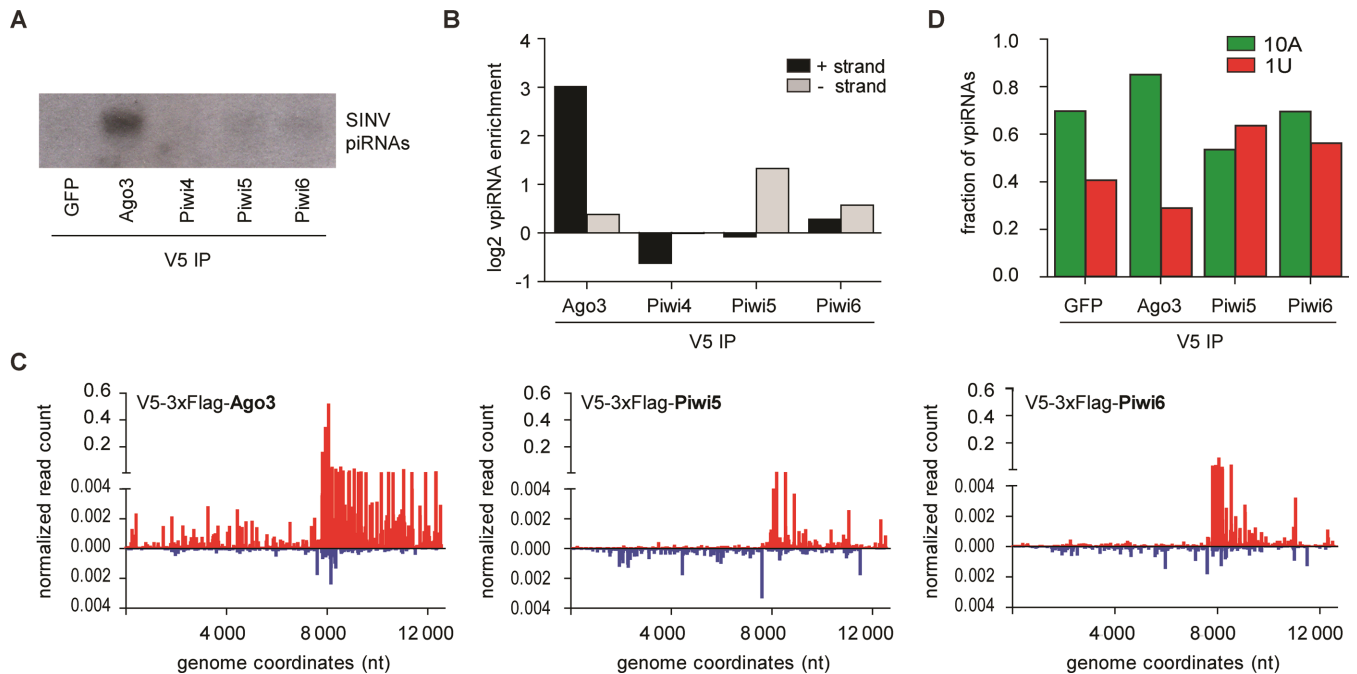 A
SINV
piRNAs
GFP
Ago3
Piwi4
Piwi5
Piwi6
V5 IP
B
log2 vpiRNA enrichment
4
3
2
1
0
-1
+ strand
- strand
Ago3 Piwi4 Piwi5 Piwi6
V5 IP
D
fraction of vpiRNAs
1.0
0.8
0.6
0.4
0.2
0.0
10A
1U
GFP Ago3 Piwi5 Piwi6
V5 IP
C
V5-3xFlag-Ago3
normalized read count
0.6
0.4
0.2
0.004
0.002
0.000
0.002
0.004
4 000 8 000 12 000
genome coordinates (nt)
V5-3xFlag-Piwi5
normalized read count
0.6
0.4
0.2
0.004
0.002
0.000
0.002
0.004
4 000 8 000 12 000
genome coordinates (nt)
V5-3xFlag-Piwi6
normalized read count
0.6
0.4
0.2
0.004
0.002
0.000
0.002
0.004
4 000 8 000 12 000
genome coordinates (nt)